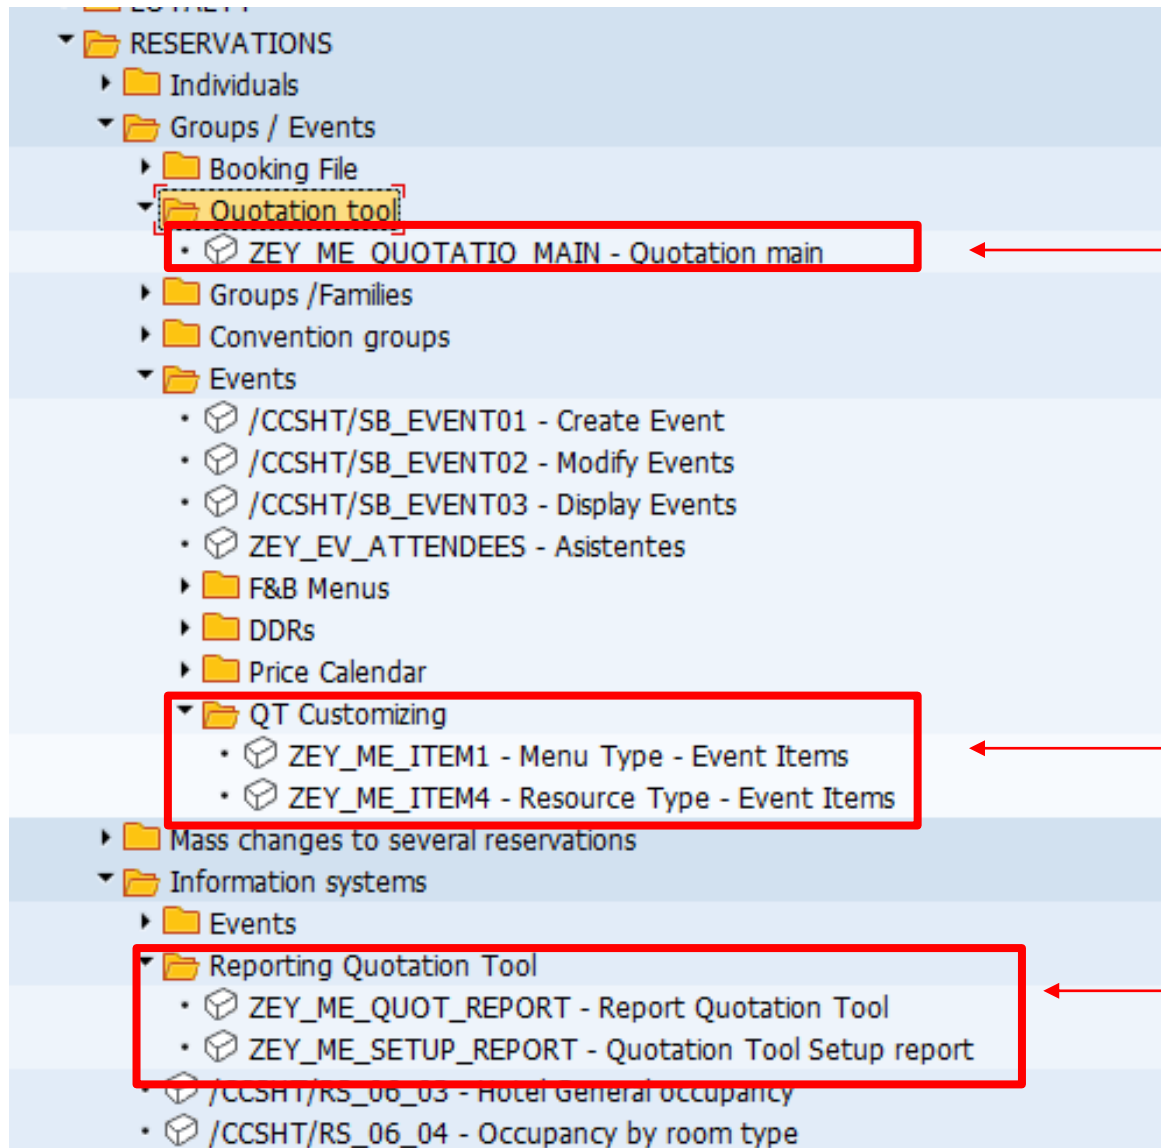 LOYALTY
RESERVATIONS
Individuals
Groups / Events
Booking File
Quotation tool
ZEY_ME_QUOTATIO_MAIN - Quotation main
Groups /Families
Convention groups
Events
/CCSHT/SB_EVENT01 - Create Event
/CCSHT/SB_EVENT02 - Modify Events
/CCSHT/SB_EVENT03 - Display Events
ZEY_EV_ATTENDEES - Asistentes
F&B Menus
DDRs
Price Calendar
QT Customizing
ZEY_ME_ITEM1 - Menu Type - Event Items
ZEY_ME_ITEM4 - Resource Type - Event Items
Mass changes to several reservations
Information systems
Events
Reporting Quotation Tool
ZEY_ME_QUOT_REPORT - Report Quotation Tool
ZEY_ME_SETUP_REPORT - Quotation Tool Setup report
/CCSHT/RS_06_03 - Hotel General occupancy
/CCSHT/RS_06_04 - Occupancy by room type